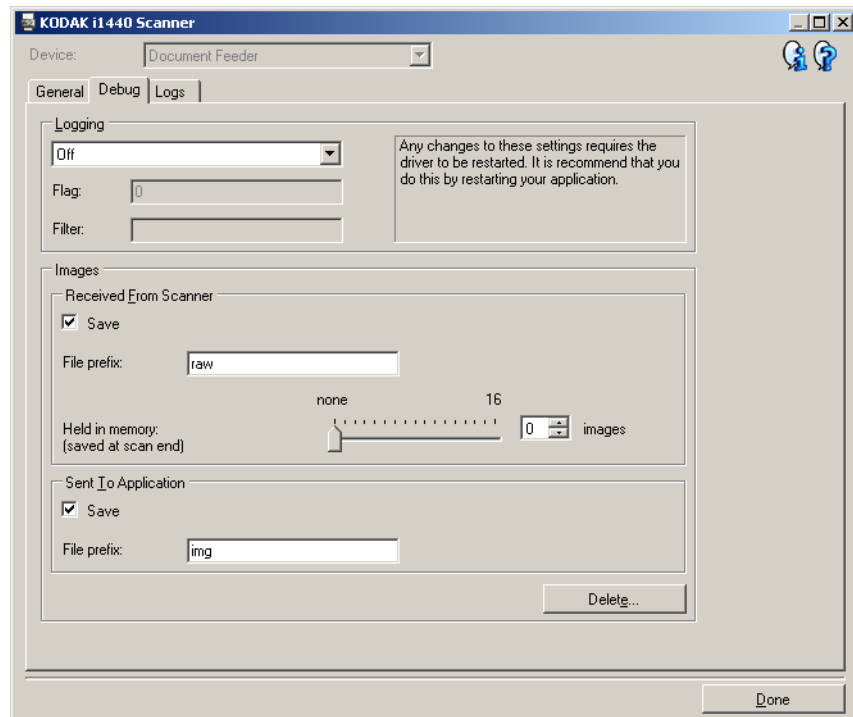 KODAK i1440 Scanner
Device: Document Feeder
General Debug Logs
Logging
Off
Any changes to these settings requires the
driver to be restarted. It is recommend that you
do this by restarting your application.
Flag: 0
Filter:
Images
Received From Scanner
Save
File prefix: raw
none 16
Held in memory: 0 images
(saved at scan end)
Sent To Application
Save
File prefix: img
Delete...
Done